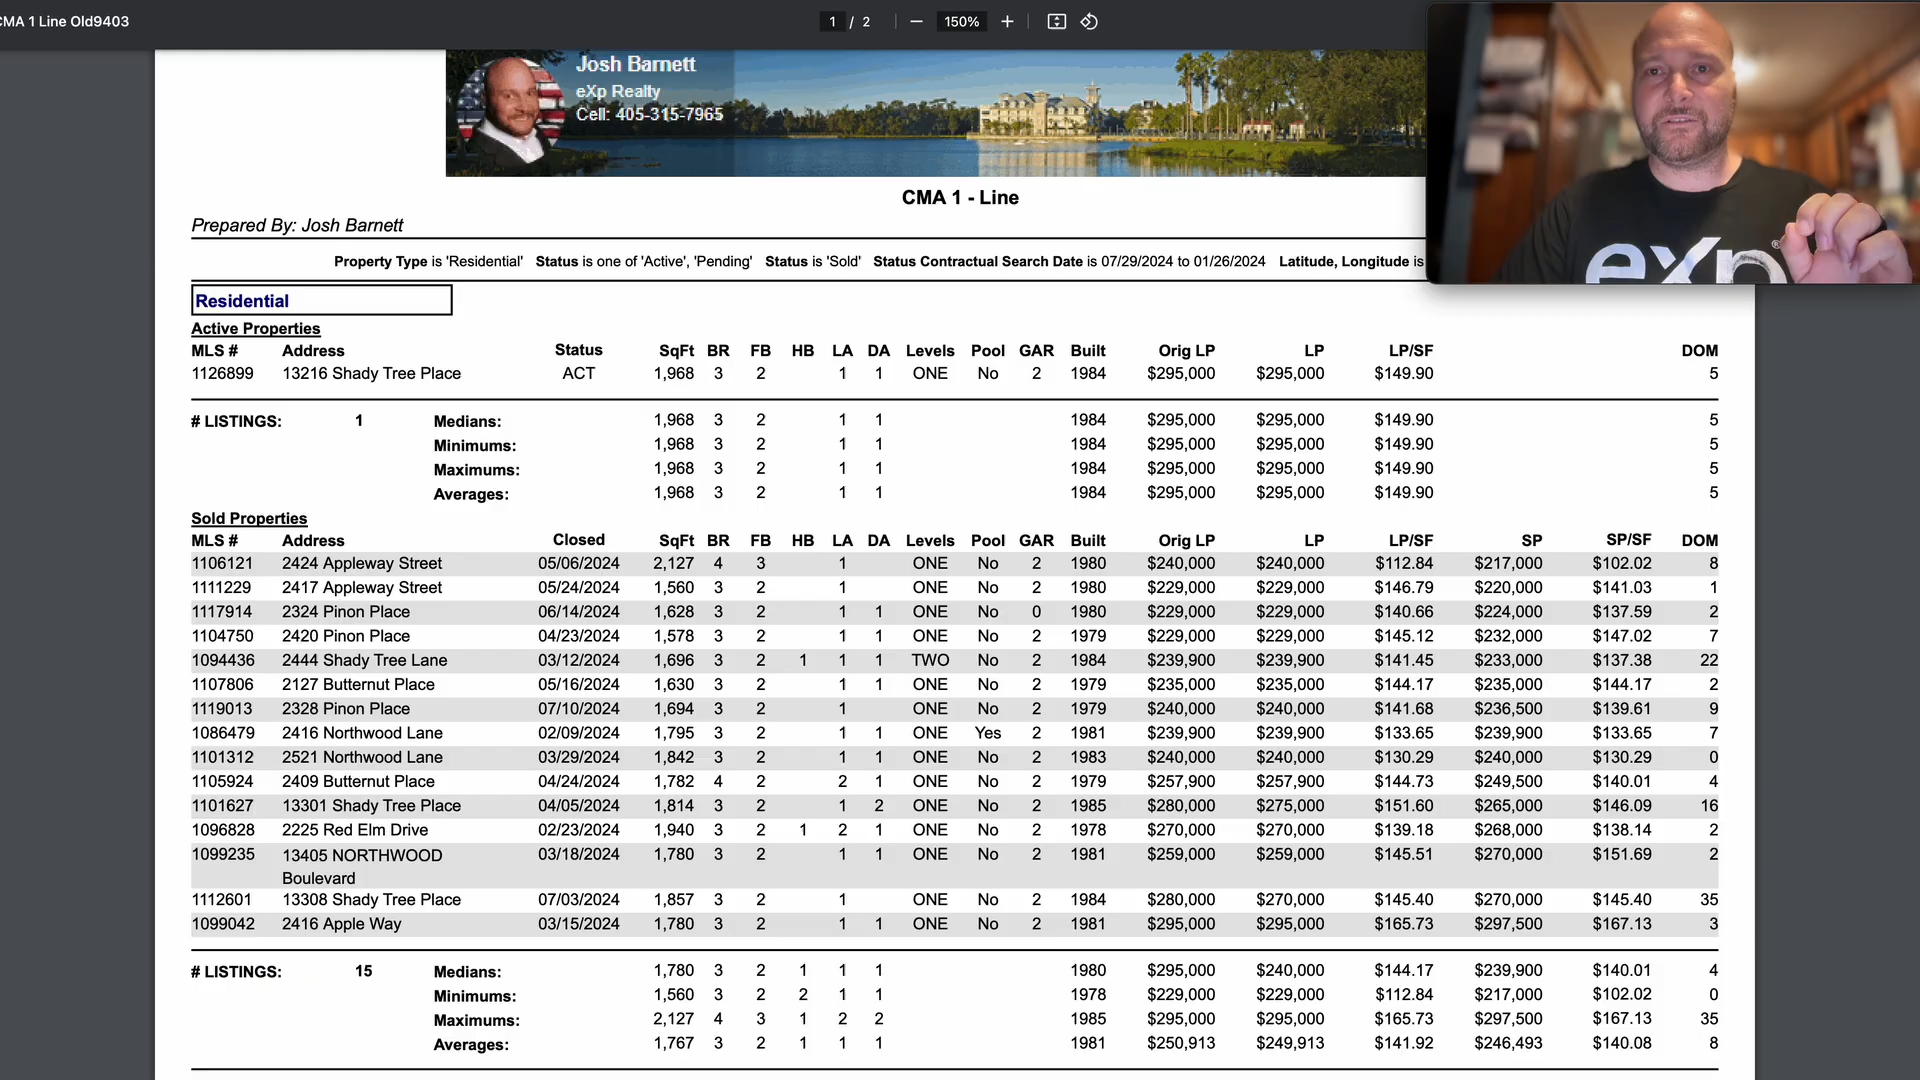 CMA 1 Line Old9403
1 / 2 — 150% +
Josh Barnett
eXp Realty
Cell: 405-315-7965
eXp®
CMA 1 - Line
Prepared By: Josh Barnett
Property Type is 'Residential' Status is one of 'Active', 'Pending' Status is 'Sold' Status Contractual Search Date is 07/29/2024 to 01/26/2024 Latitude, Longitude is
Residential
Active Properties
MLS # Address Status SqFt BR FB HB LA DA Levels Pool GAR Built Orig LP LP LP/SF DOM
1126899 13216 Shady Tree Place ACT 1,968 3 2 1 1 ONE No 2 1984 $295,000 $295,000 $149.90 5
# LISTINGS: 1 Medians: 1,968 3 2 1 1 1984 $295,000 $295,000 $149.90 5
Minimums: 1,968 3 2 1 1 1984 $295,000 $295,000 $149.90 5
Maximums: 1,968 3 2 1 1 1984 $295,000 $295,000 $149.90 5
Averages: 1,968 3 2 1 1 1984 $295,000 $295,000 $149.90 5
Sold Properties
MLS # Address Closed SqFt BR FB HB LA DA Levels Pool GAR Built Orig LP LP LP/SF SP SP/SF DOM
1106121 2424 Appleway Street 05/06/2024 2,127 4 3 1 ONE No 2 1980 $240,000 $240,000 $112.84 $217,000 $102.02 8
1111229 2417 Appleway Street 05/24/2024 1,560 3 2 1 ONE No 2 1980 $229,000 $229,000 $146.79 $220,000 $141.03 1
1117914 2324 Pinon Place 06/14/2024 1,628 3 2 1 1 ONE No 0 1980 $229,000 $229,000 $140.66 $224,000 $137.59 2
1104750 2420 Pinon Place 04/23/2024 1,578 3 2 1 1 ONE No 2 1979 $229,000 $229,000 $145.12 $232,000 $147.02 7
1094436 2444 Shady Tree Lane 03/12/2024 1,696 3 2 1 1 1 TWO No 2 1984 $239,900 $239,900 $141.45 $233,000 $137.38 22
1107806 2127 Butternut Place 05/16/2024 1,630 3 2 1 1 ONE No 2 1979 $235,000 $235,000 $144.17 $235,000 $144.17 2
1119013 2328 Pinon Place 07/10/2024 1,694 3 2 1 ONE No 2 1979 $240,000 $240,000 $141.68 $236,500 $139.61 9
1086479 2416 Northwood Lane 02/09/2024 1,795 3 2 1 1 ONE Yes 2 1981 $239,900 $239,900 $133.65 $239,900 $133.65 7
1101312 2521 Northwood Lane 03/29/2024 1,842 3 2 1 1 ONE No 2 1983 $240,000 $240,000 $130.29 $240,000 $130.29 0
1105924 2409 Butternut Place 04/24/2024 1,782 4 2 2 1 ONE No 2 1979 $257,900 $257,900 $144.73 $249,500 $140.01 4
1101627 13301 Shady Tree Place 04/05/2024 1,814 3 2 1 2 ONE No 2 1985 $280,000 $275,000 $151.60 $265,000 $146.09 16
1096828 2225 Red Elm Drive 02/23/2024 1,940 3 2 1 2 1 ONE No 2 1978 $270,000 $270,000 $139.18 $268,000 $138.14 2
1099235 13405 NORTHWOOD 03/18/2024 1,780 3 2 1 1 ONE No 2 1981 $259,000 $259,000 $145.51 $270,000 $151.69 2
Boulevard
1112601 13308 Shady Tree Place 07/03/2024 1,857 3 2 1 ONE No 2 1984 $280,000 $270,000 $145.40 $270,000 $145.40 35
1099042 2416 Apple Way 03/15/2024 1,780 3 2 1 1 ONE No 2 1981 $295,000 $295,000 $165.73 $297,500 $167.13 3
# LISTINGS: 15 Medians: 1,780 3 2 1 1 1 1980 $295,000 $240,000 $144.17 $239,900 $140.01 4
Minimums: 1,560 3 2 2 1 1 1978 $229,000 $229,000 $112.84 $217,000 $102.02 0
Maximums: 2,127 4 3 1 2 2 1985 $295,000 $295,000 $165.73 $297,500 $167.13 35
Averages: 1,767 3 2 1 1 1 1981 $250,913 $249,913 $141.92 $246,493 $140.08 8